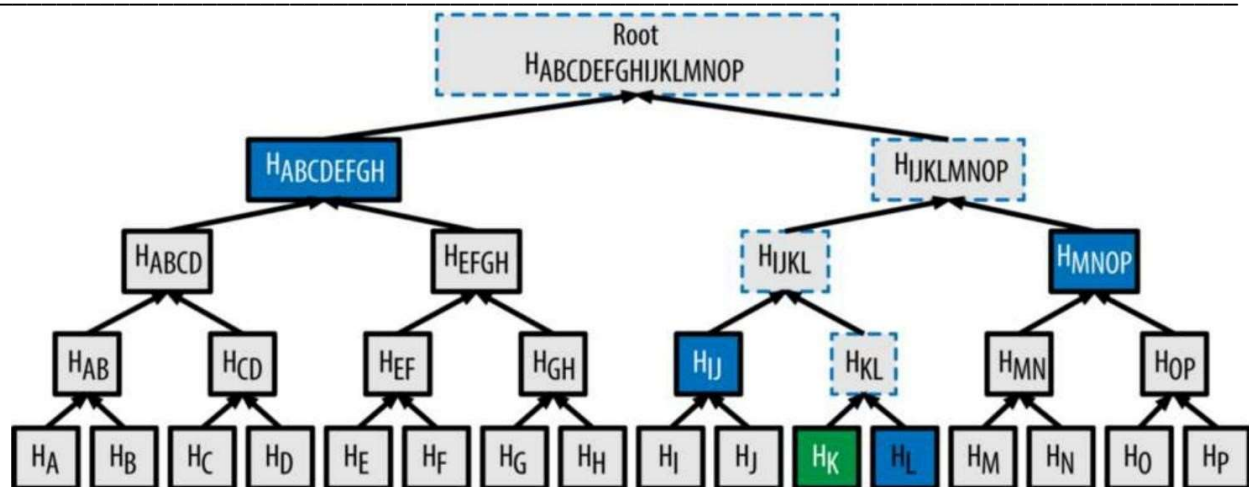 Root
HABCDEFGHIJKLMNOP
HABCDEFGH HIJKLMNOP
HABCD HEFGH HIJKL HMNOP
HAB HCD HEF HGH HIJ HKL HMN HOP
HA HB HC HD HE HF HG HH HI HJ HK HL HM HN HO HP